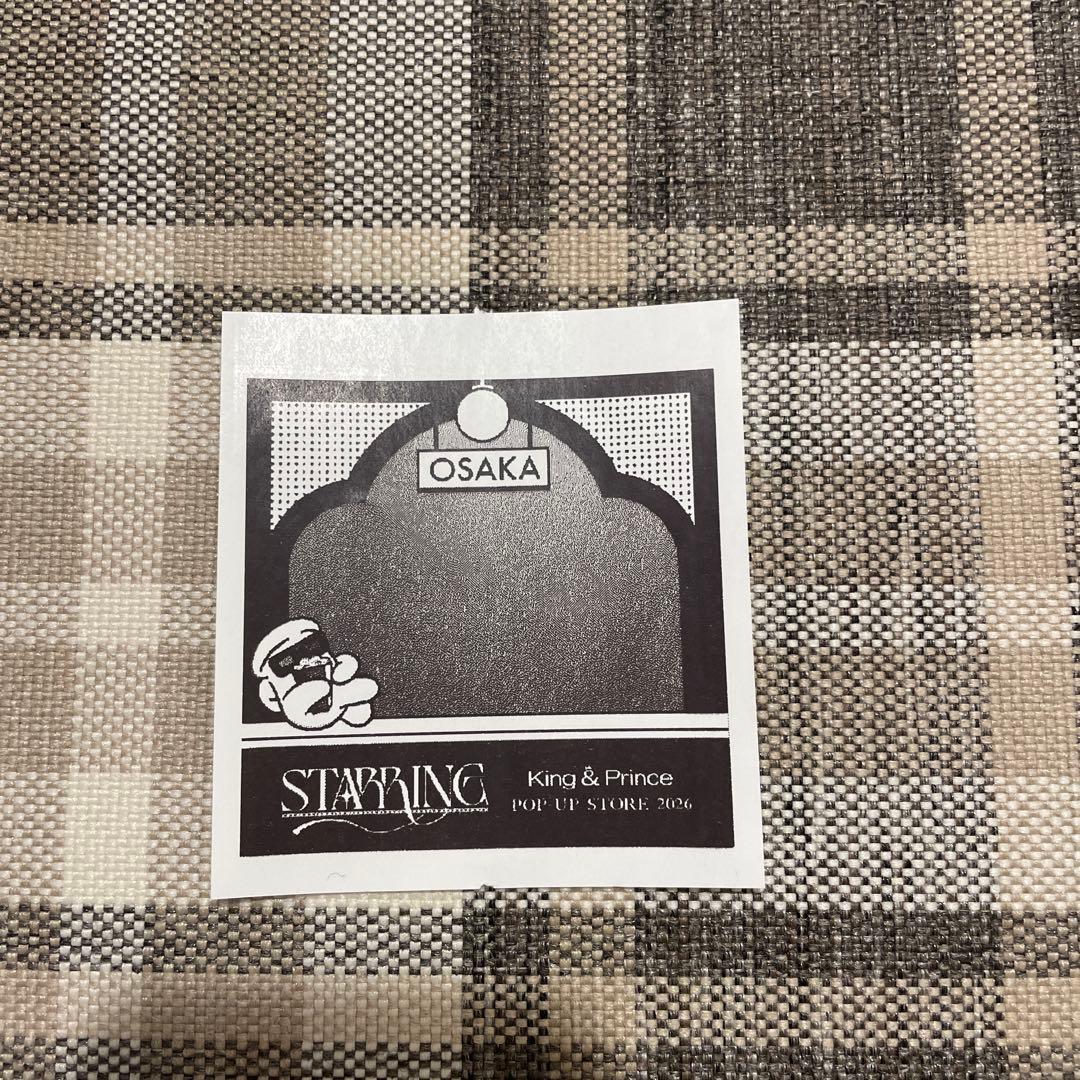 OSAKA
STARRING
King & Prince
POP-UP STORE 2026